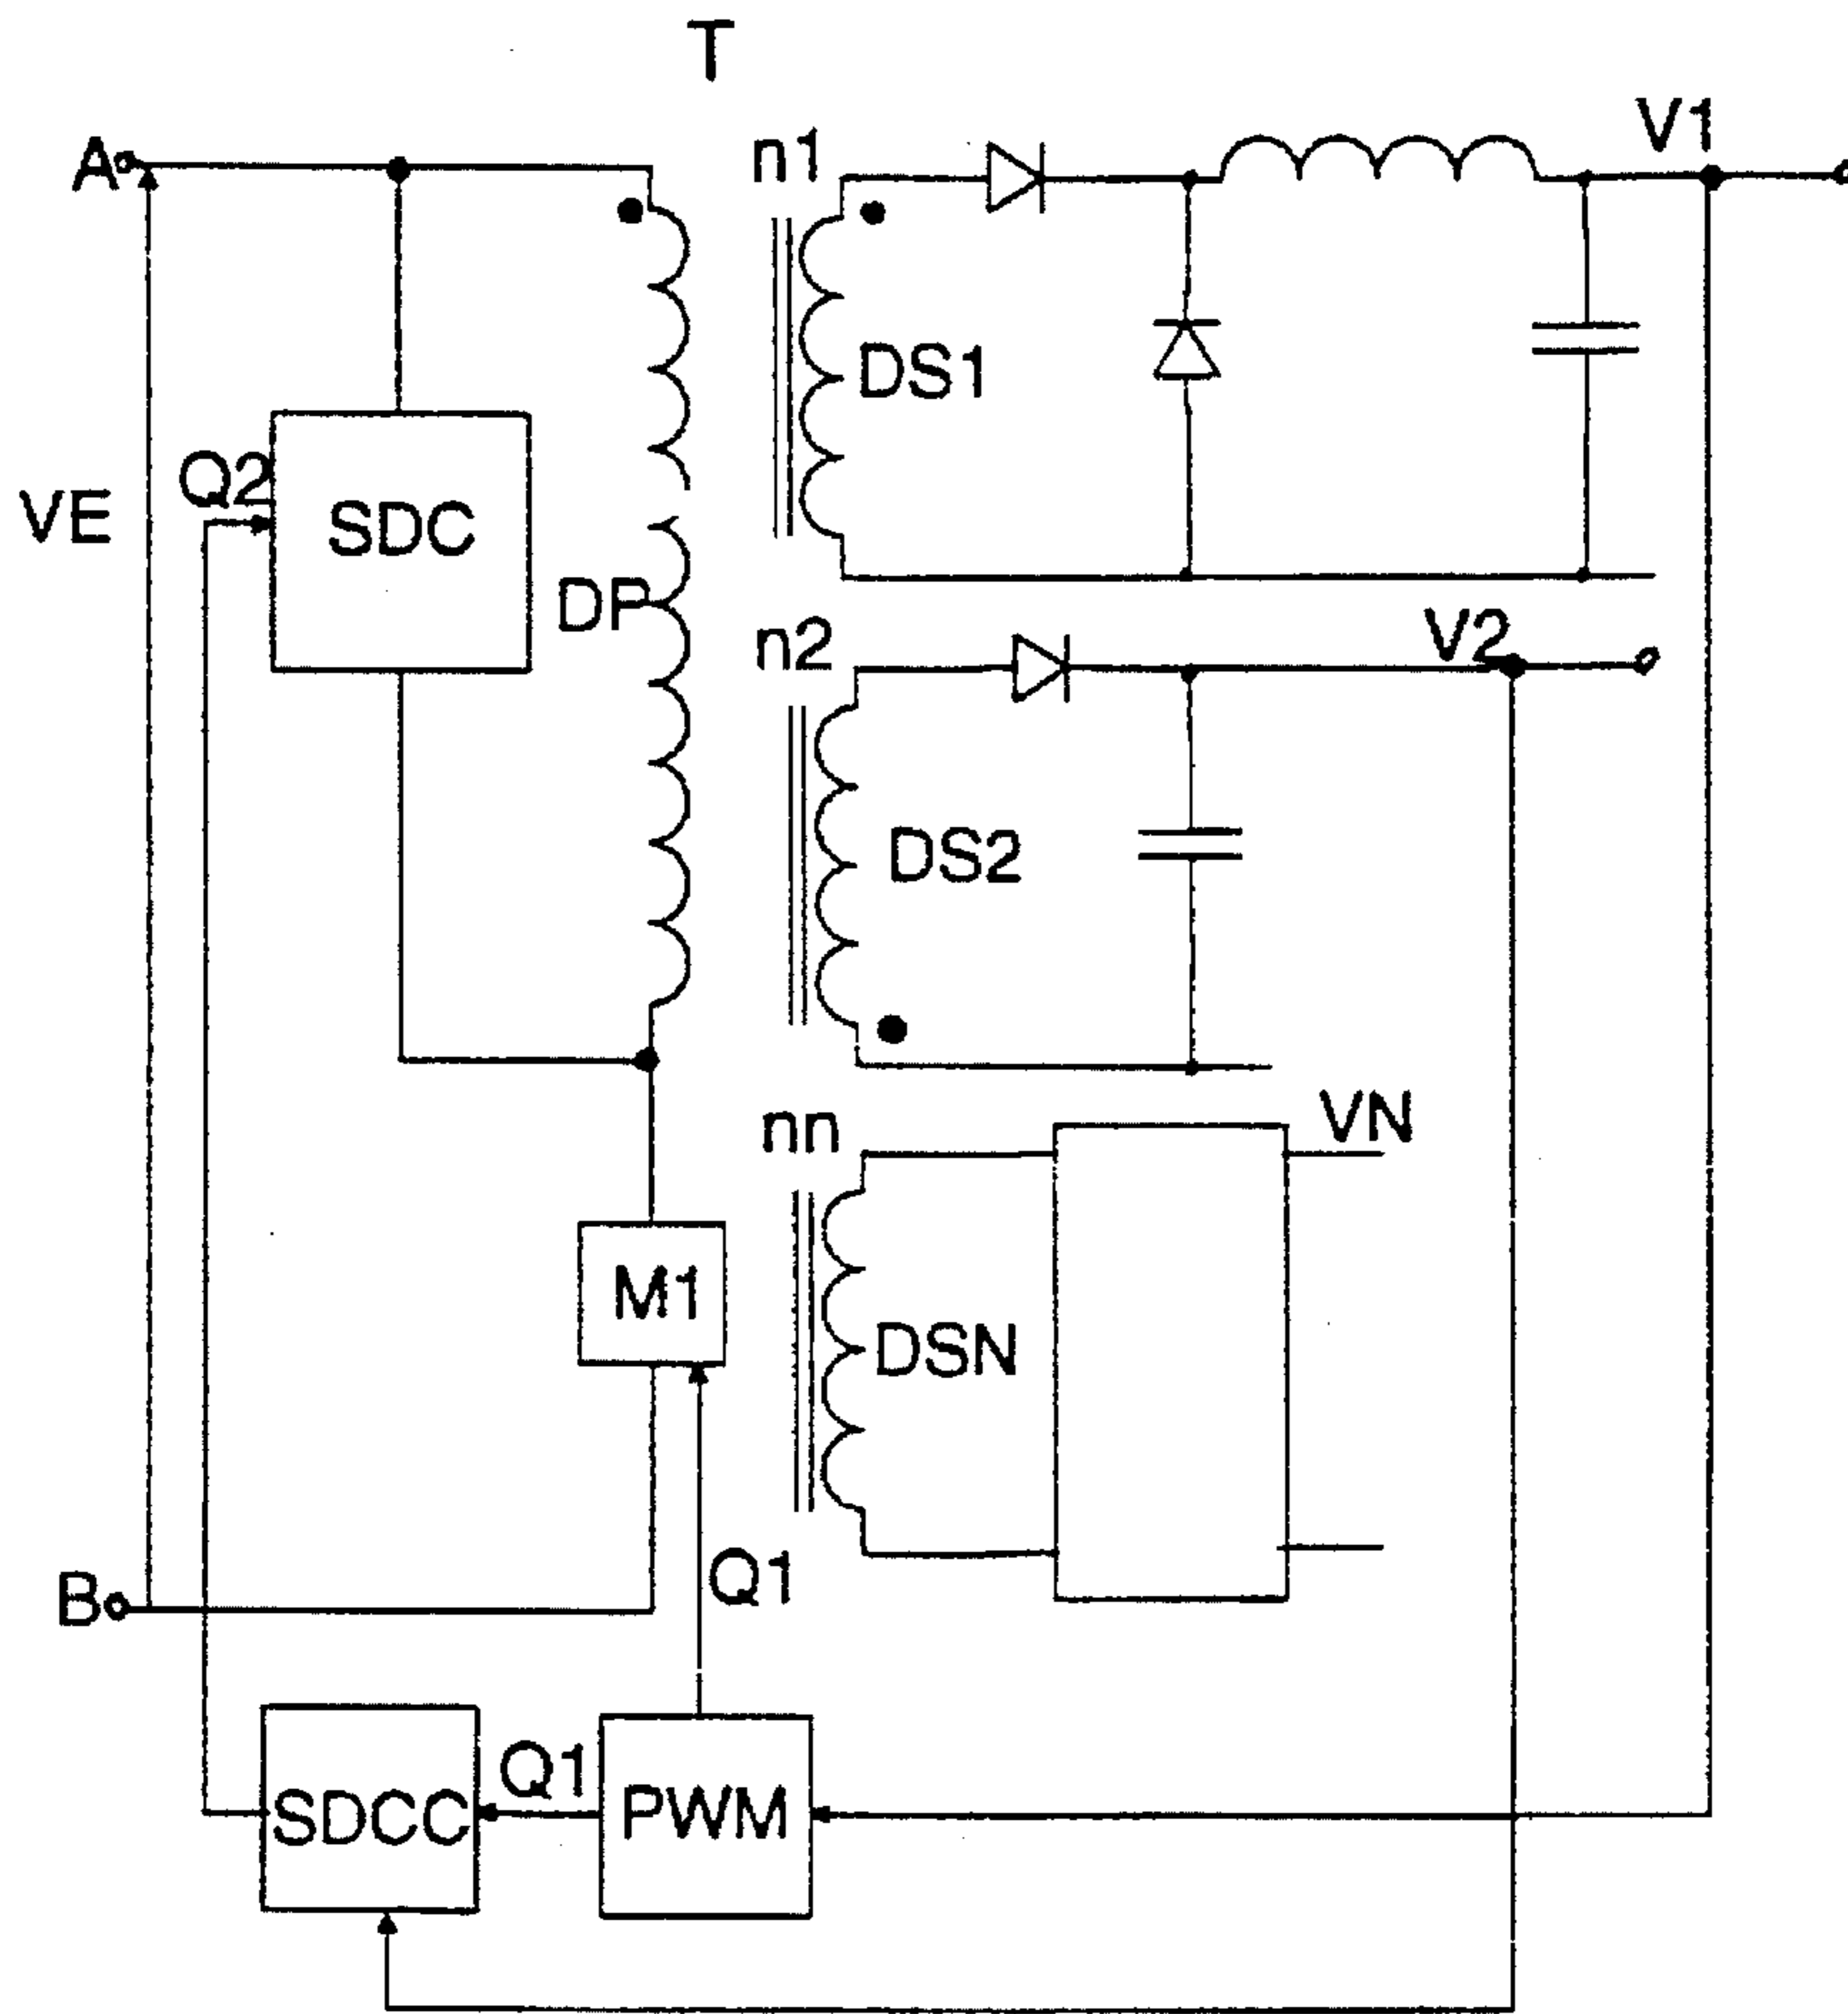 T
A
n1
V1
DS1
Q2
VE
SDC
DP
n2
V2
DS2
nn
VN
M1
DSN
Q1
B
SDCC
Q1
PWM